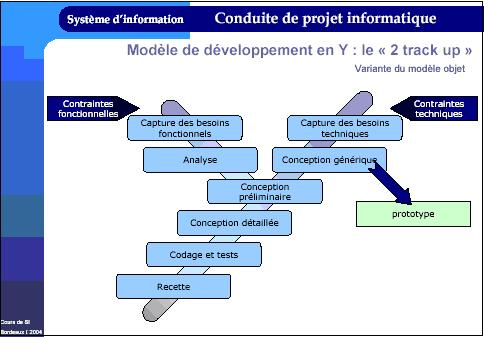 Système d'information Conduite de projet informatique
Modèle de développement en Y : le « 2 track up »
Variante du modèle objet
Contraintes
fonctionnelles
Contraintes
techniques
Capture des besoins
fonctionnels
Capture des besoins
techniques
Analyse
Conception générique
Conception
préliminaire
prototype
Conception détaillée
Codage et tests
Recette
Cours de SI
Bordeaux I 2004